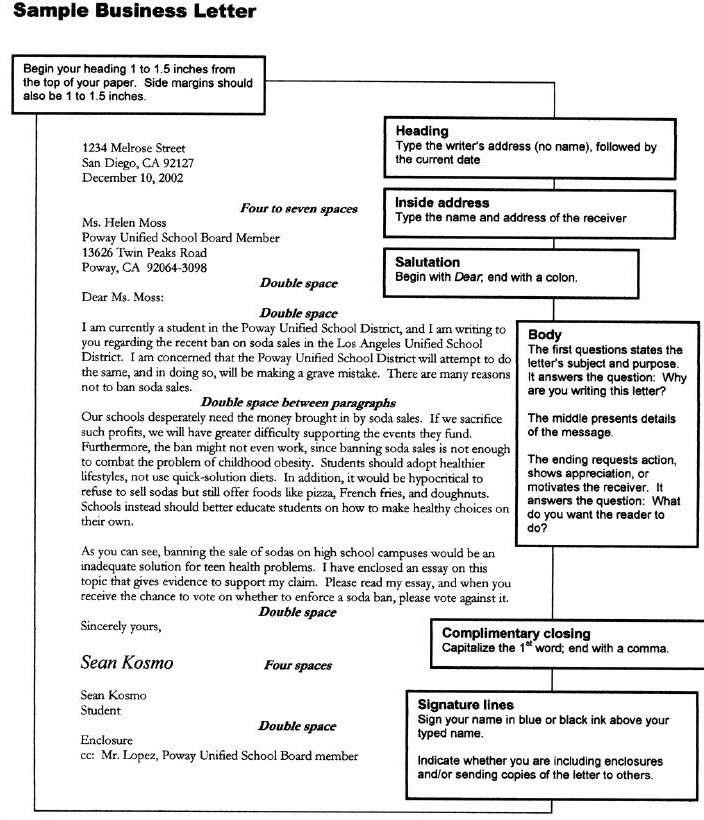 Sample Business Letter
Begin your heading 1 to 1.5 inches from
the top of your paper. Side margins should
also be 1 to 1.5 inches.
Heading
Type the writer's address (no name), followed by
the current date
1234 Melrose Street
San Diego, CA 92127
December 10, 2002
Inside address
Type the name and address of the receiver
Four to seven spaces
Ms. Helen Moss
Poway Unified School Board Member
13626 Twin Peaks Road
Poway, CA 92064-3098
Salutation
Begin with Dear; end with a colon.
Double space
Dear Ms. Moss:
Double space
I am currently a student in the Poway Unified School District, and I am writing to
you regarding the recent ban on soda sales in the Los Angeles Unified School
District. I am concerned that the Poway Unified School District will attempt to do
the same, and in doing so, will be making a grave mistake. There are many reasons
not to ban soda sales.
Double space between paragraphs
Our schools desperately need the money brought in by soda sales. If we sacrifice
such profits, we will have greater difficulty supporting the events they fund.
Furthermore, the ban might not even work, since banning soda sales is not enough
to combat the problem of childhood obesity. Students should adopt healthier
lifestyles, not use quick-solution diets. In addition, it would be hypocritical to
refuse to sell sodas but still offer foods like pizza, French fries, and doughnuts.
Schools instead should better educate students on how to make healthy choices on
their own.
As you can see, banning the sale of sodas on high school campuses would be an
inadequate solution for teen health problems. I have enclosed an essay on this
topic that gives evidence to support my claim. Please read my essay, and when you
receive the chance to vote on whether to enforce a soda ban, please vote against it.
Body
The first questions states the
letter's subject and purpose.
It answers the question: Why
are you writing this letter?
The middle presents details
of the message.
The ending requests action,
shows appreciation, or
motivates the receiver. It
answers the question: What
do you want the reader to
do?
Double space
Sincerely yours,
Complimentary closing
Capitalize the 1st word; end with a comma.
Sean Kosmo
Four spaces
Sean Kosmo
Student
Signature lines
Sign your name in blue or black ink above your
typed name.
Indicate whether you are including enclosures
and/or sending copies of the letter to others.
Double space
Enclosure
cc: Mr. Lopez, Poway Unified School Board member